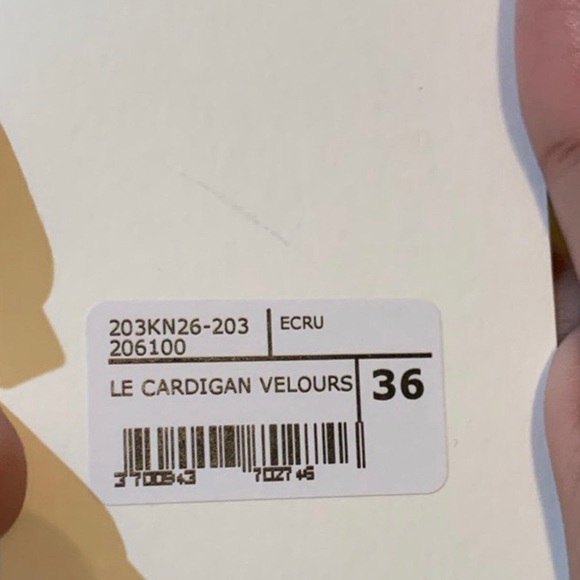 203KN26-203
206100
ECRU
LE CARDIGAN VELOURS
36